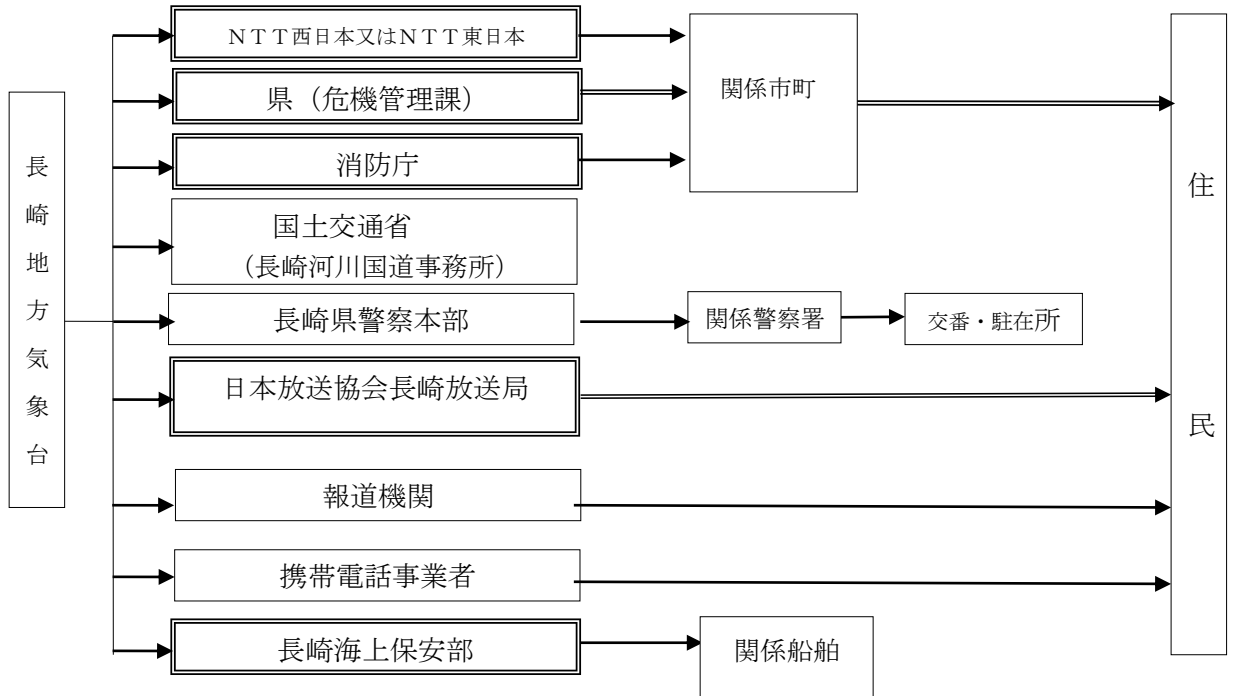 長崎地方気象台
ＮＴＴ西日本又はＮＴＴ東日本
県（危機管理課）
消防庁
国土交通省
（長崎河川国道事務所）
長崎県警察本部
日本放送協会長崎放送局
報道機関
携帯電話事業者
長崎海上保安部
関係市町
関係警察署
交番・駐在所
関係船舶
住民